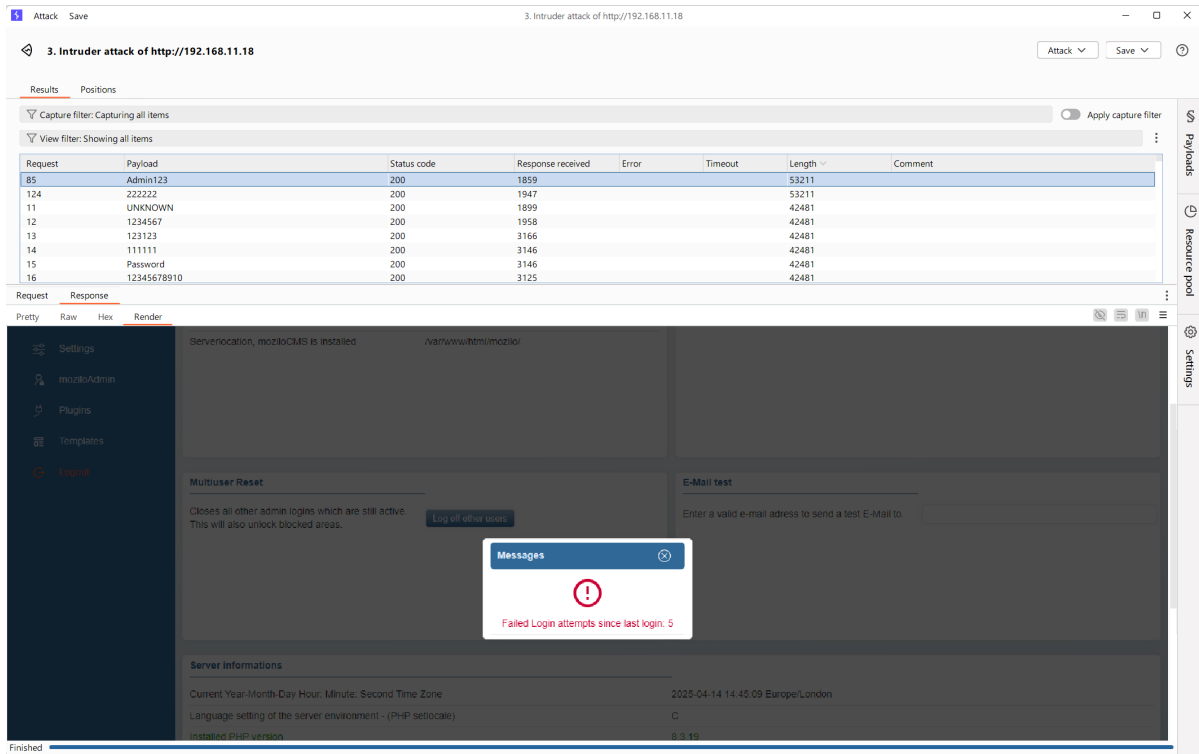 Attack Save 3. Intruder attack of http://192.168.11.18
3. Intruder attack of http://192.168.11.18 Attack Save
Results Positions
Capture filter: Capturing all items Apply capture filter
View filter: Showing all items
Request Payload Status code Response received Error Timeout Length Comment
85 Admin123 200 1859 53211
124 222222 200 1947 53211
11 UNKNOWN 200 1899 42481
12 1234567 200 1958 42481
13 123123 200 3166 42481
14 111111 200 3146 42481
15 Password 200 3146 42481
16 12345678910 200 3125 42481
Payloads
Resource pool
Settings
Request Response
Pretty Raw Hex Render \n
Settings
moziloAdmin
Plugins
Templates
Logout
Serverlocation, moziloCMS is installed /var/www/html/mozilo/
Multiuser Reset
Closes all other admin logins which are still active.
This will also unlock blocked areas.
Log off other users
E-Mail test
Enter a valid e-mail adress to send a test E-Mail to.
Messages
Failed Login attempts since last login: 5
Server informations
Current Year-Month-Day Hour: Minute: Second Time Zone 2025-04-14 14:45:09 Europe/London
Language setting of the server environment - (PHP setlocale) C
Installed PHP version 8.3.19
Finished